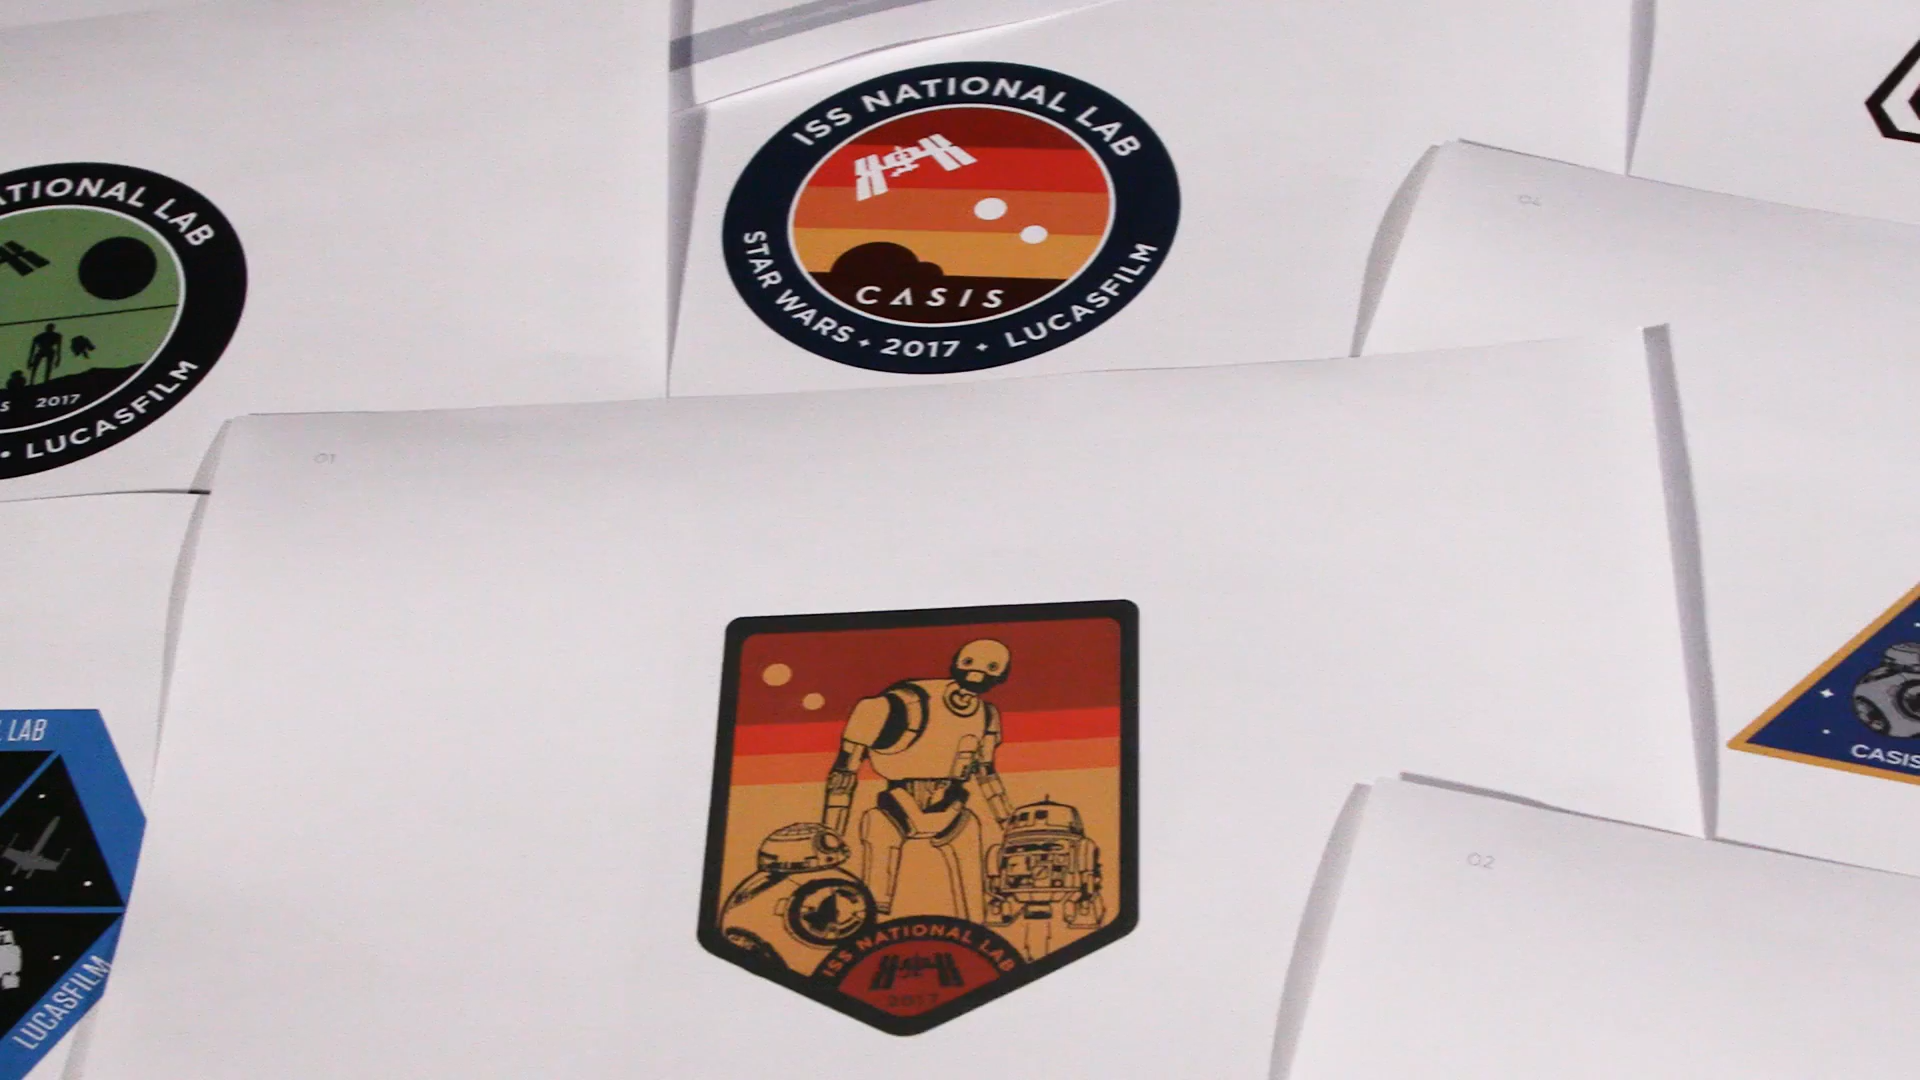 ISS NATIONAL LAB
CASIS
STAR WARS • 2017 • LUCASFILM
ATIONAL LAB
S 2017
• LUCASFILM
04
01
L LAB
LUCASFILM
CASIS
02
ISS NATIONAL LAB
2017